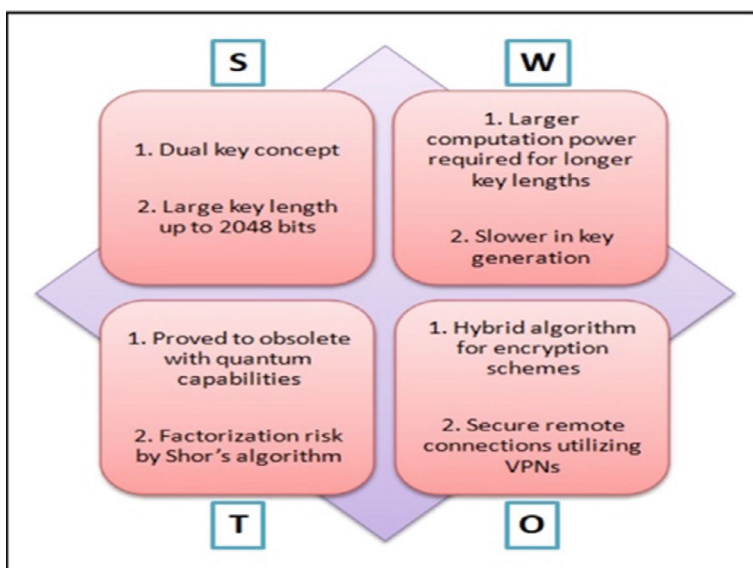 S
W
1. Dual key concept
2. Large key length
up to 2048 bits
1. Larger
computation power
required for longer
key lengths
2. Slower in key
generation
1. Proved to obsolete
with quantum
capabilities
2. Factorization risk
by Shor's algorithm
1. Hybrid algorithm
for encryption
schemes
2. Secure remote
connections utilizing
VPNs
T
O